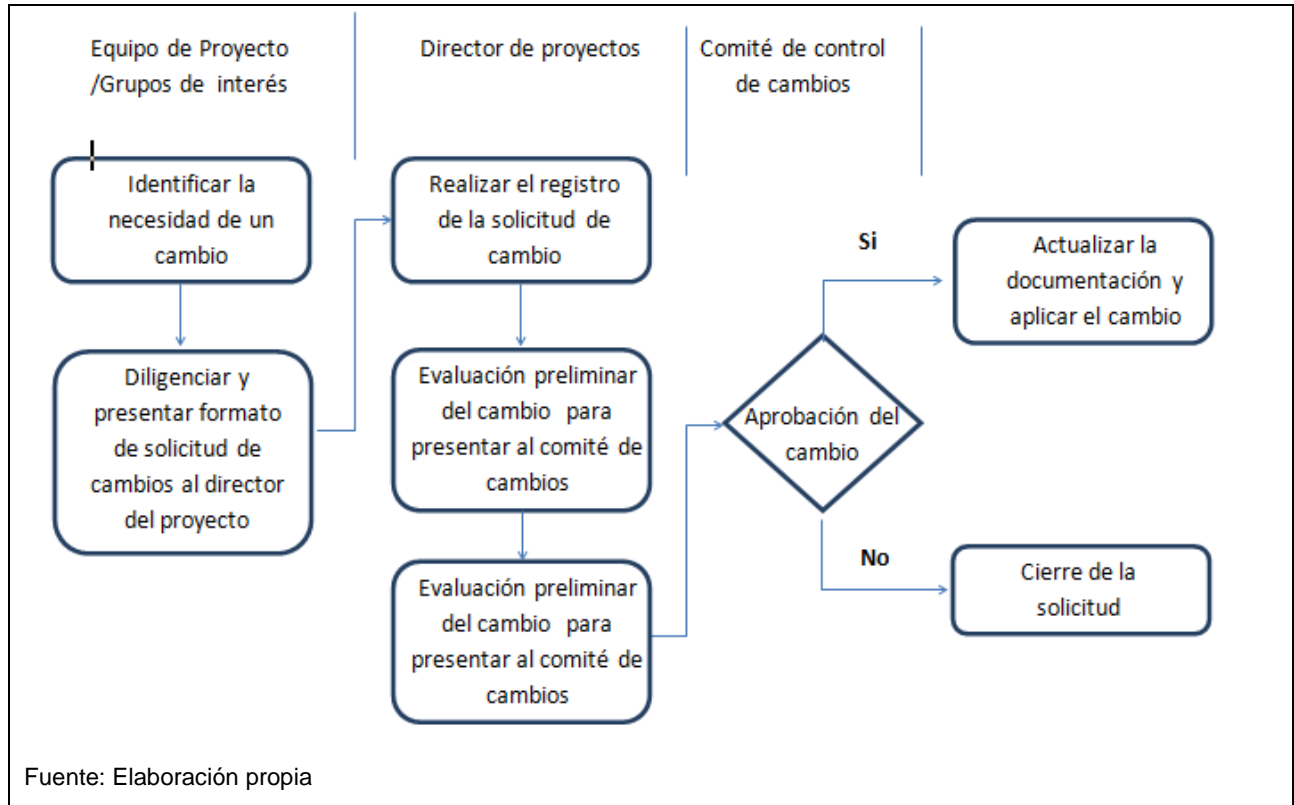 Equipo de Proyecto
/Grupos de interés
Director de proyectos
Comité de control
de cambios
Identificar la
necesidad de un
cambio
Diligenciar y
presentar formato
de solicitud de
cambios al director
del proyecto
Realizar el registro
de la solicitud de
cambio
Evaluación preliminar
del cambio para
presentar al comité de
cambios
Evaluación preliminar
del cambio para
presentar al comité de
cambios
Aprobación del
cambio
Si
Actualizar la
documentación y
aplicar el cambio
No
Cierre de la
solicitud
Fuente: Elaboración propia